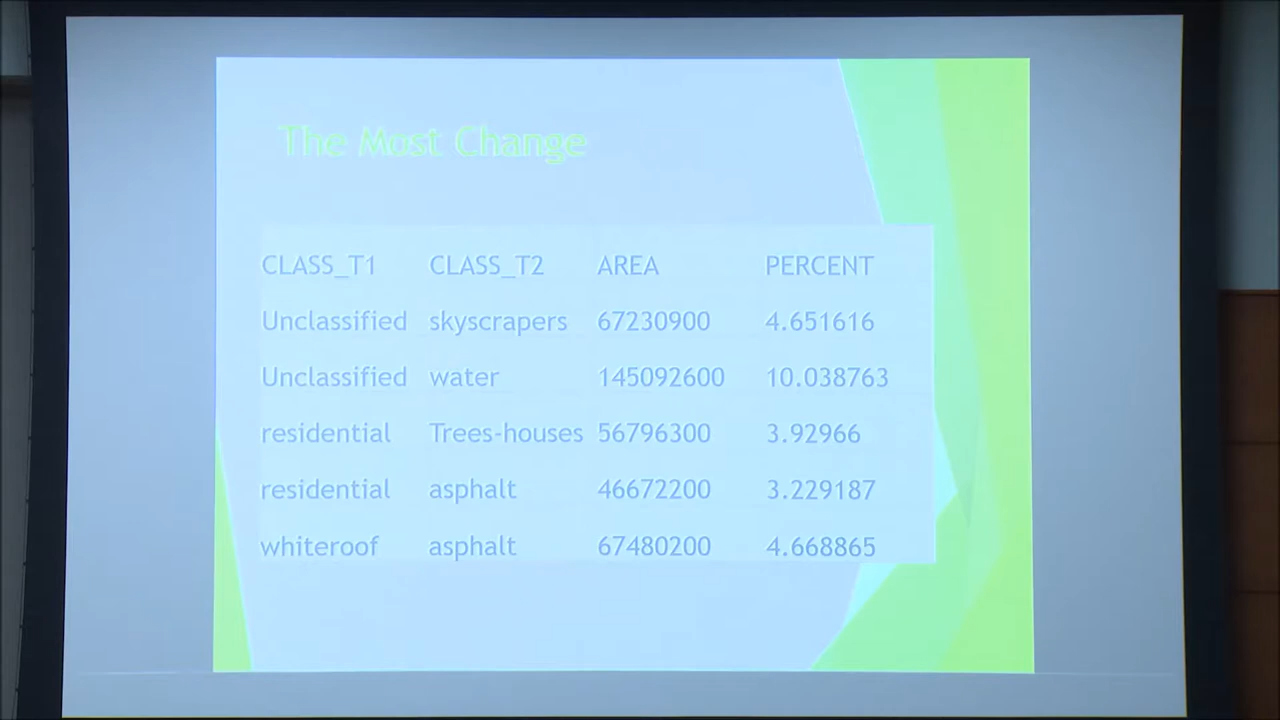 The Most Change
CLASS_T1 CLASS_T2 AREA PERCENT
Unclassified skyscrapers 67230900 4.651616
Unclassified water 145092600 10.038763
residential Trees-houses 56796300 3.92966
residential asphalt 46672200 3.229187
whiteroof asphalt 67480200 4.668865